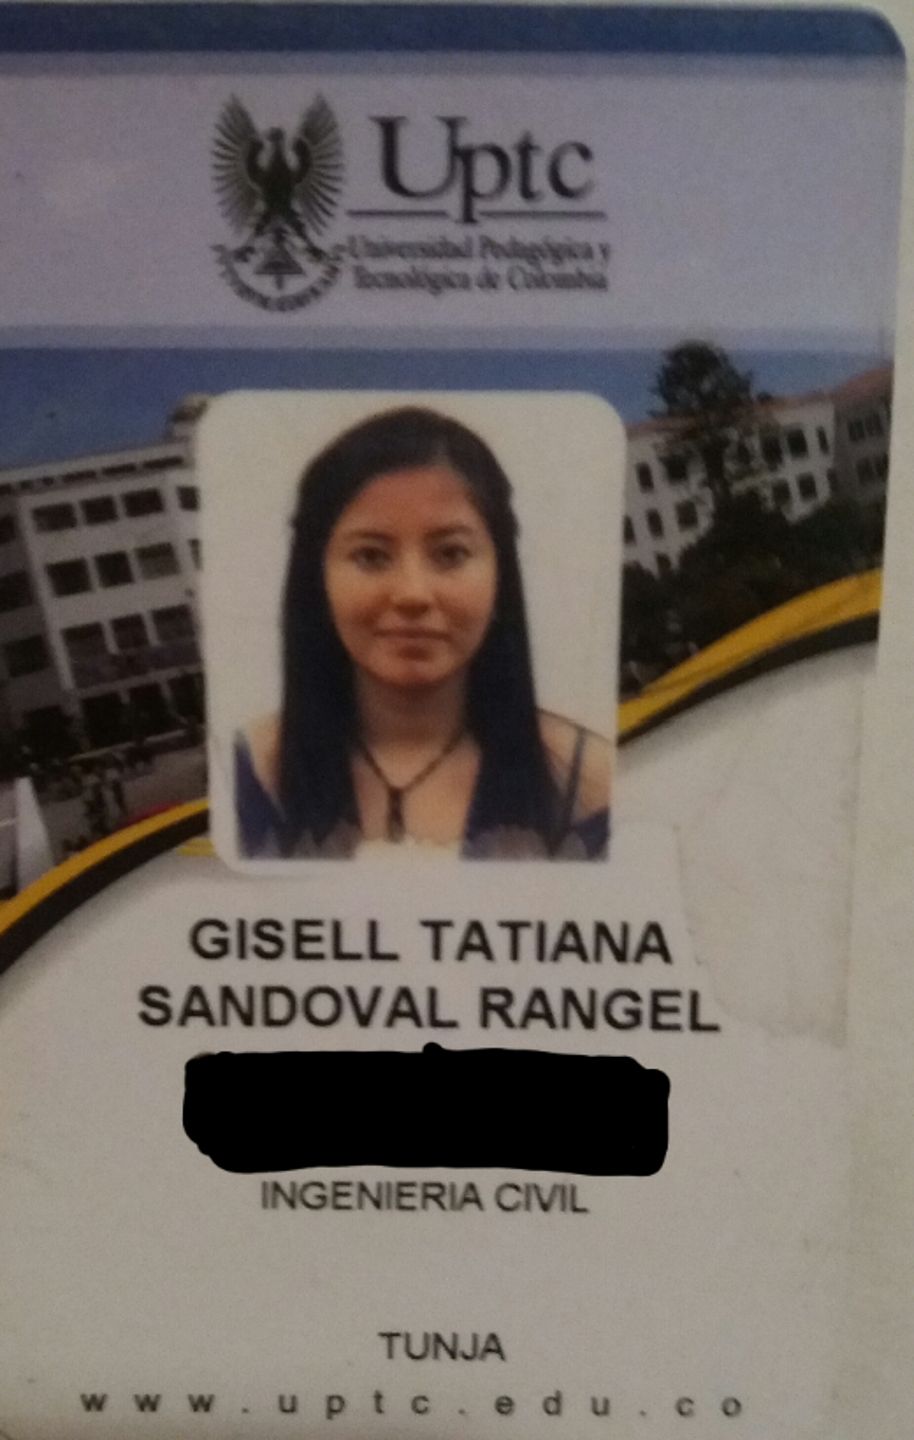 Uptc
Universidad Pedagógica y
Tecnológica de Colombia
GISELL TATIANA
SANDOVAL RANGEL
INGENIERIA CIVIL
TUNJA
www.uptc.edu.co